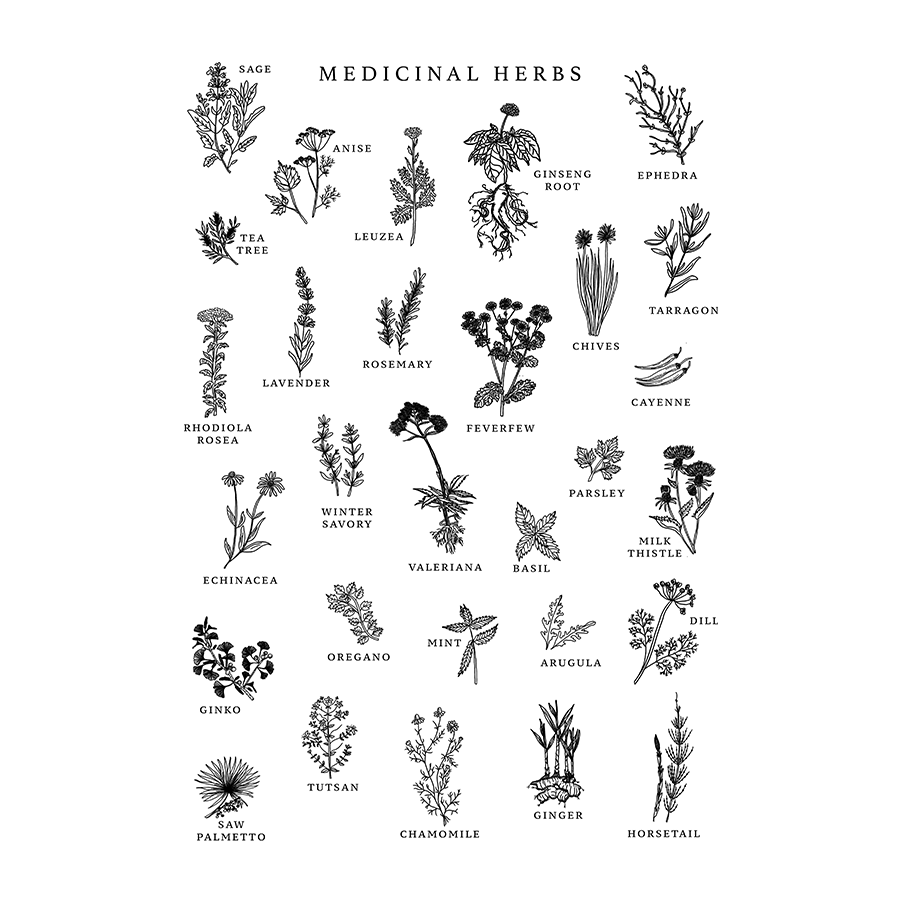 MEDICINAL HERBS
SAGE
ANISE
LEUZEA
GINSENG
ROOT
EPHEDRA
TEA
TREE
TARRAGON
CHIVES
ROSEMARY
LAVENDER
CAYENNE
RHODIOLA
ROSEA
FEVERFEW
PARSLEY
WINTER
SAVORY
MILK
THISTLE
VALERIANA
BASIL
ECHINACEA
DILL
MINT
OREGANO
ARUGULA
GINKO
TUTSAN
GINGER
SAW
PALMETTO
CHAMOMILE
HORSETAIL